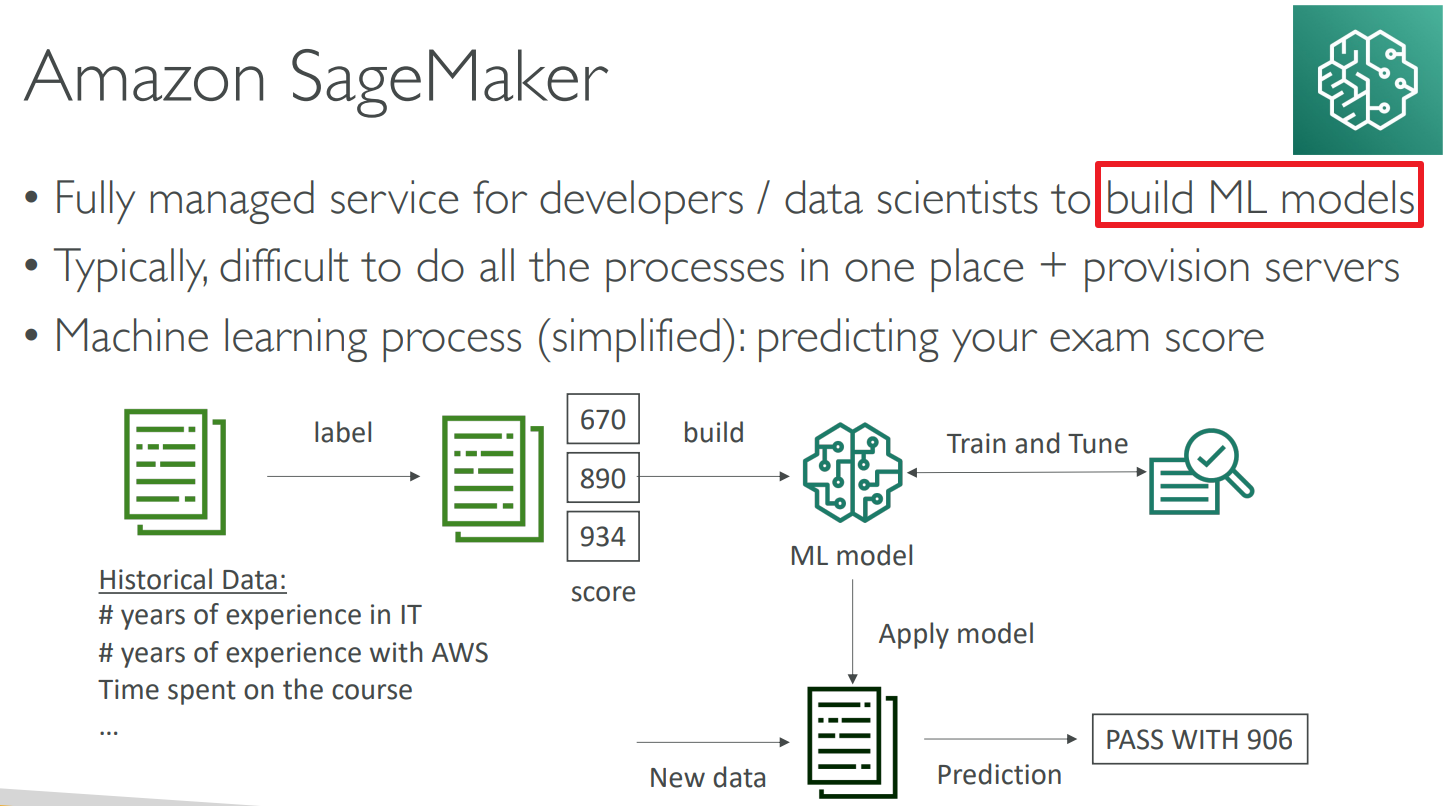 Amazon SageMaker
• Fully managed service for developers / data scientists to build ML models
• Typically, difficult to do all the processes in one place + provision servers
• Machine learning process (simplified): predicting your exam score
label
670
890
934
score
build
ML model
Train and Tune
Historical Data:
# years of experience in IT
# years of experience with AWS
Time spent on the course
...
Apply model
New data
Prediction
PASS WITH 906